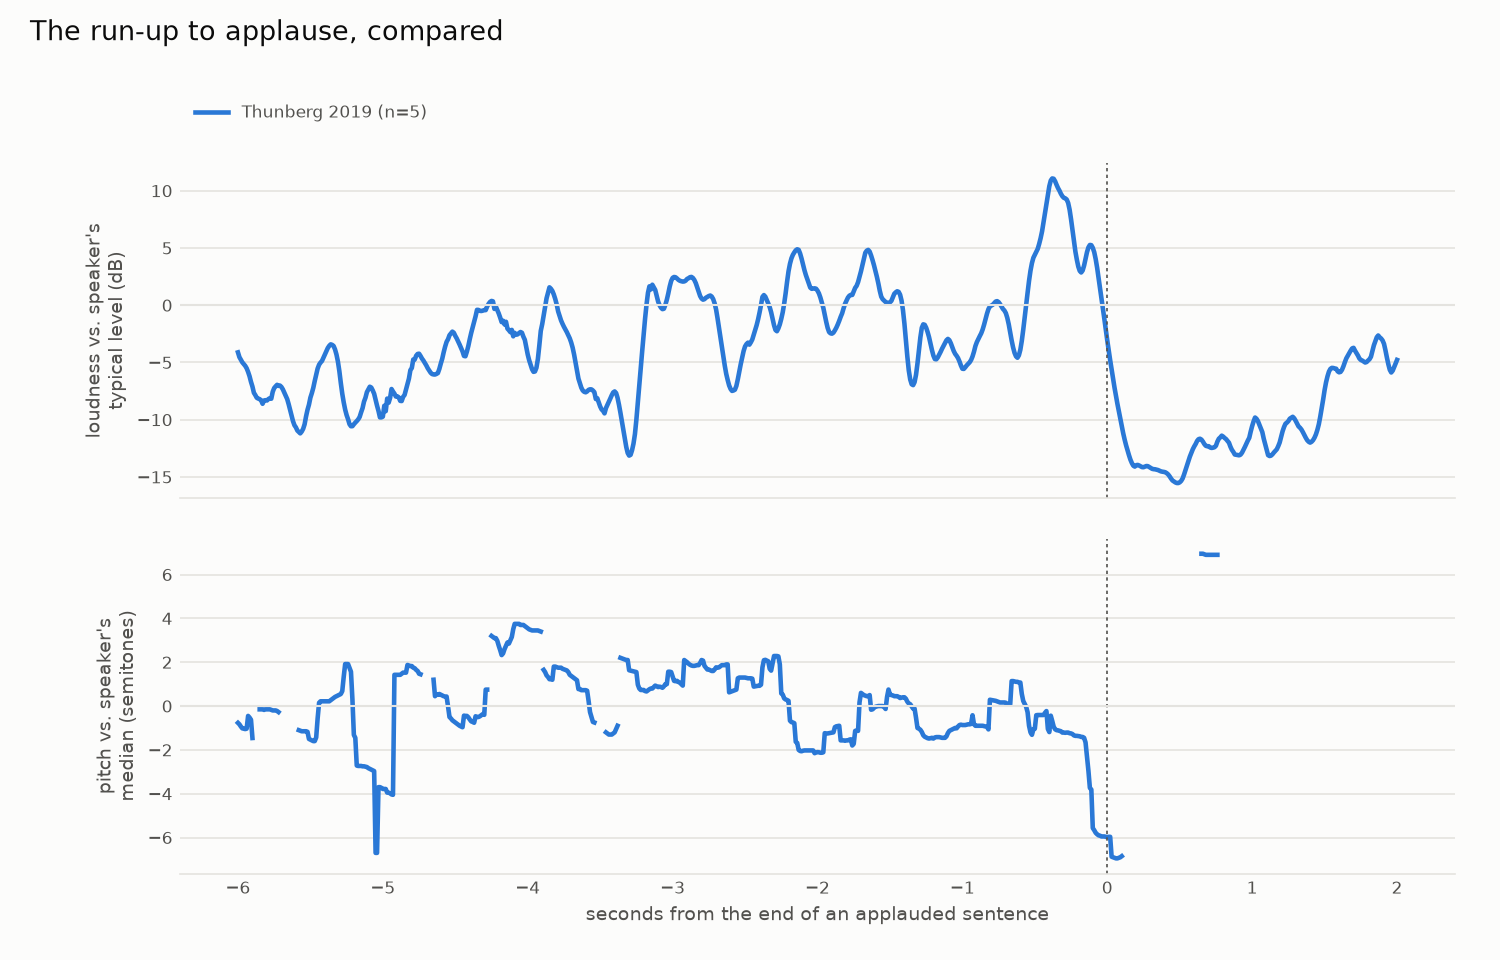 The run-up to applause, compared
Thunberg 2019 (n=5)
loudness vs. speaker's
typical level (dB)
10
5
0
−5
−10
−15
pitch vs. speaker's
median (semitones)
6
4
2
0
−2
−4
−6
−6 −5 −4 −3 −2 −1 0 1 2
seconds from the end of an applauded sentence